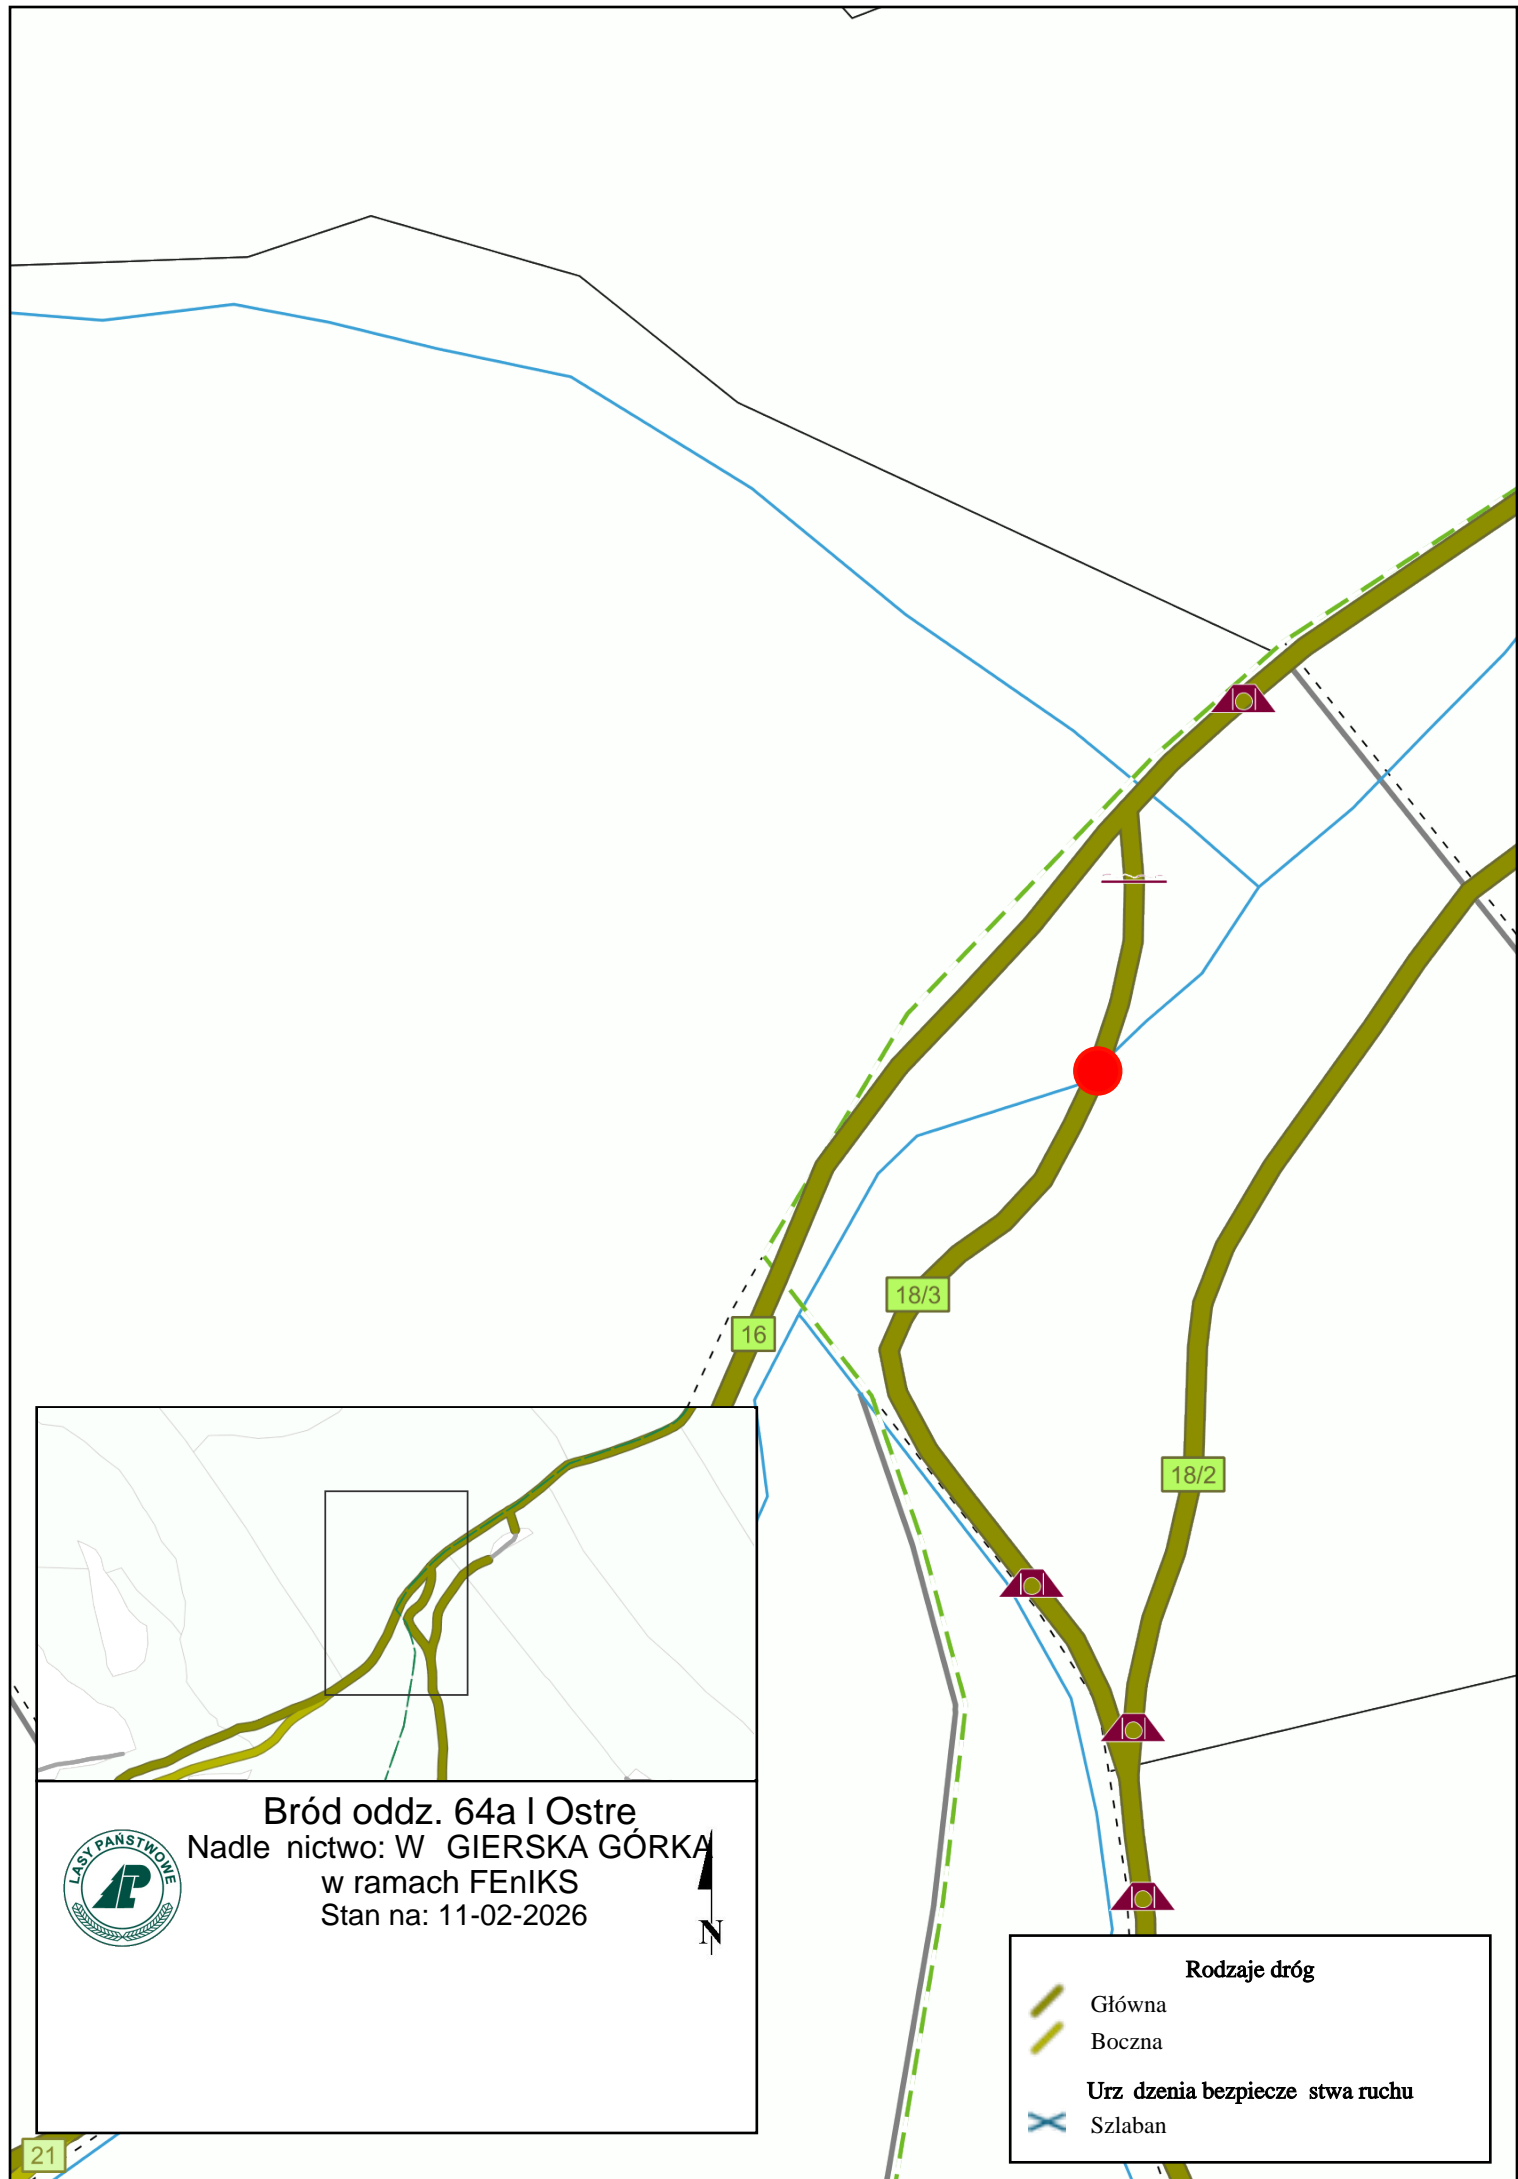 18/3
16
18/2
Bród oddz. 64a l Ostre
Nadle nictwo: W GIERSKA GÓRKA
w ramach FEnIKS
Stan na: 11-02-2026
LASY PAŃSTWOWE
N
Rodzaje dróg
Główna
Boczna
Urz dzenia bezpiecze stwa ruchu
Szlaban
21